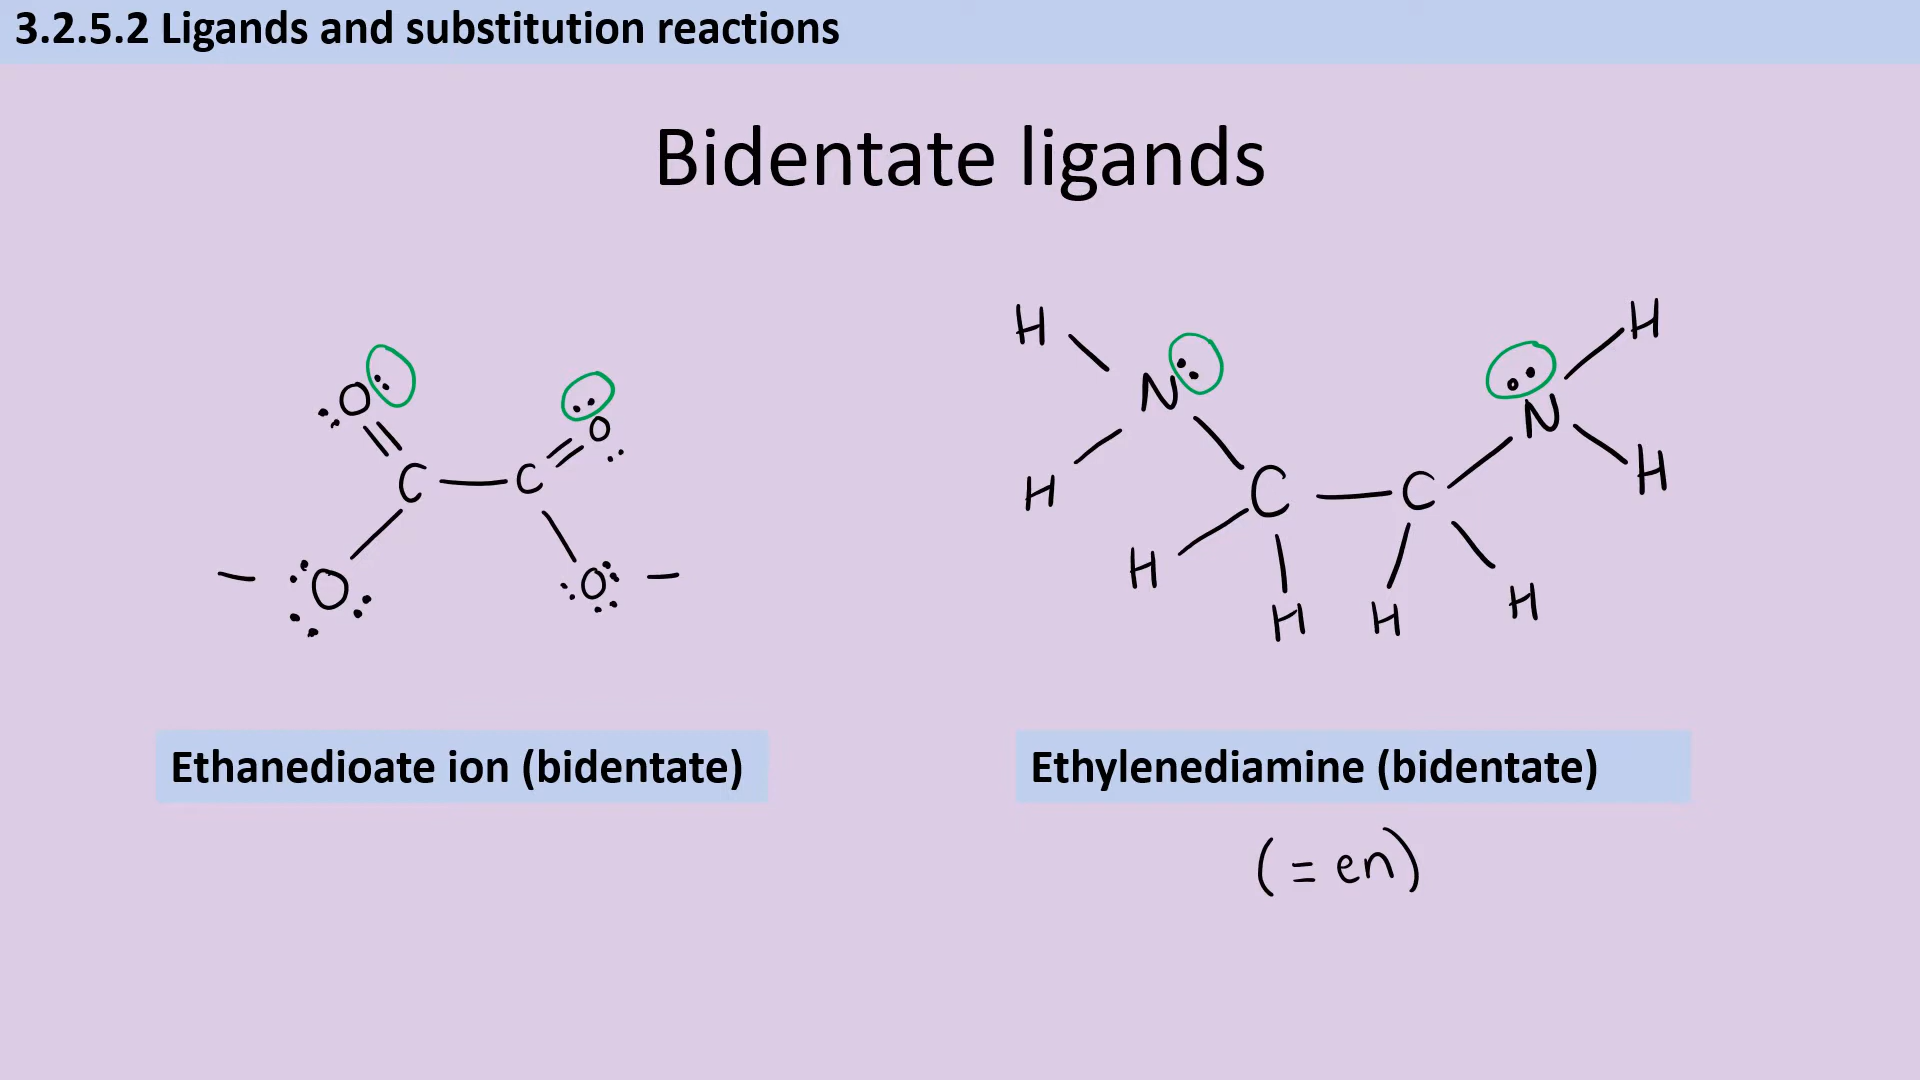 3.2.5.2 Ligands and substitution reactions
Bidentate ligands
H H
O N N
O
C C C C H
H
O O H
H H H
Ethanedioate ion (bidentate)
Ethylenediamine (bidentate)
(= en)